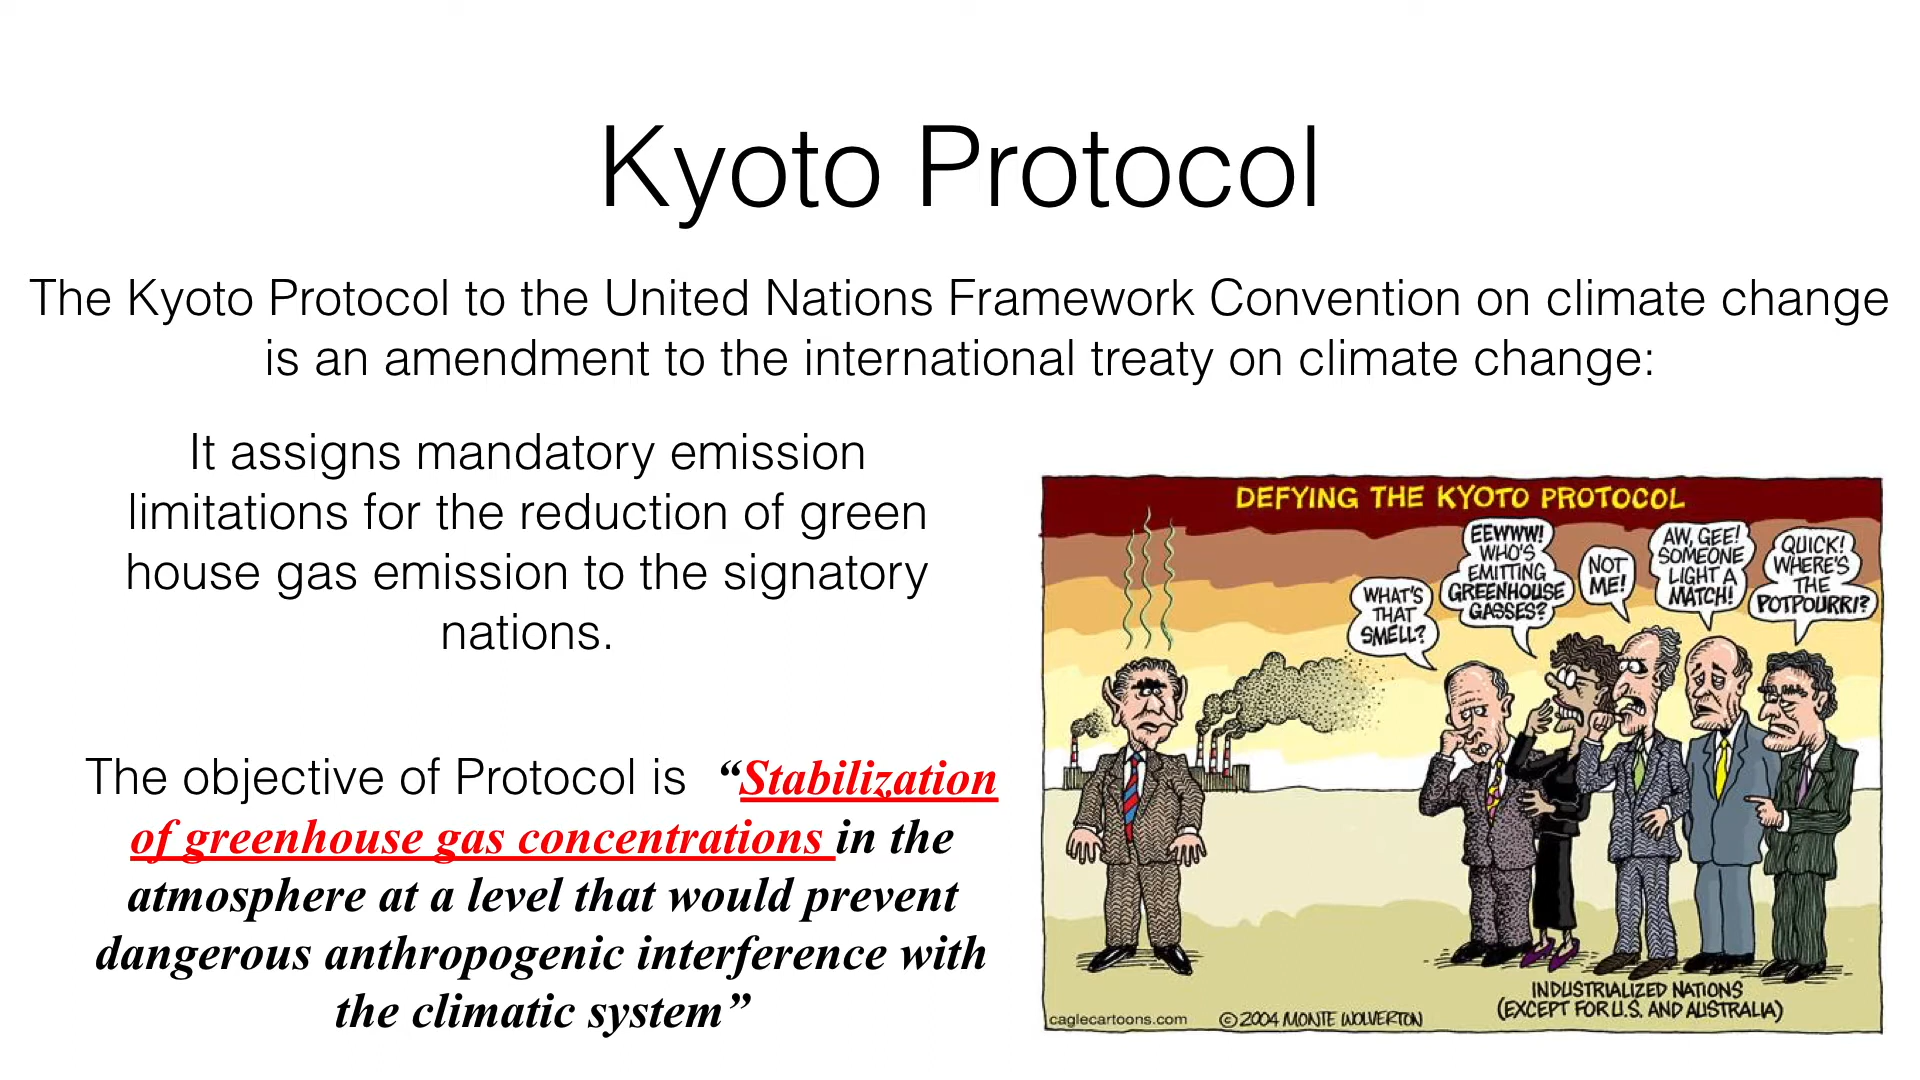 Kyoto Protocol
The Kyoto Protocol to the United Nations Framework Convention on climate change
is an amendment to the international treaty on climate change:
It assigns mandatory emission
limitations for the reduction of green
house gas emission to the signatory
nations.
The objective of Protocol is “Stabilization
of greenhouse gas concentrations in the
atmosphere at a level that would prevent
dangerous anthropogenic interference with
the climatic system”
DEFYING THE KYOTO PROTOCOL
WHAT'S
THAT
SMELL?
EEWWW!
WHO'S
EMITTING
GREENHOUSE
GASSES?
NOT
ME!
AW, GEE!
SOMEONE
LIGHT A
MATCH!
QUICK!
WHERE'S
THE
POTPOURRI?
INDUSTRIALIZED NATIONS
(EXCEPT FOR U.S. AND AUSTRALIA)
caglecartoons.com
© 2004 MONTE WOLVERTON